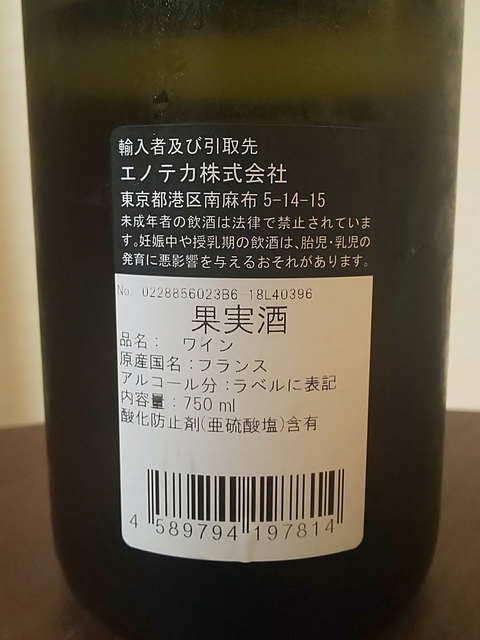 輸入者及び引取先
エノテカ株式会社
東京都港区南麻布 5-14-15
未成年者の飲酒は法律で禁止されていま
す。妊娠中や授乳期の飲酒は、胎児・乳児の
発育に悪影響を与えるおそれがあります。
No. 0228856023B6 18L40396
果実酒
品名： ワイン
原産国名：フランス
アルコール分：ラベルに表記
内容量：750 ml
酸化防止剤(亜硫酸塩)含有
4 589794 197814